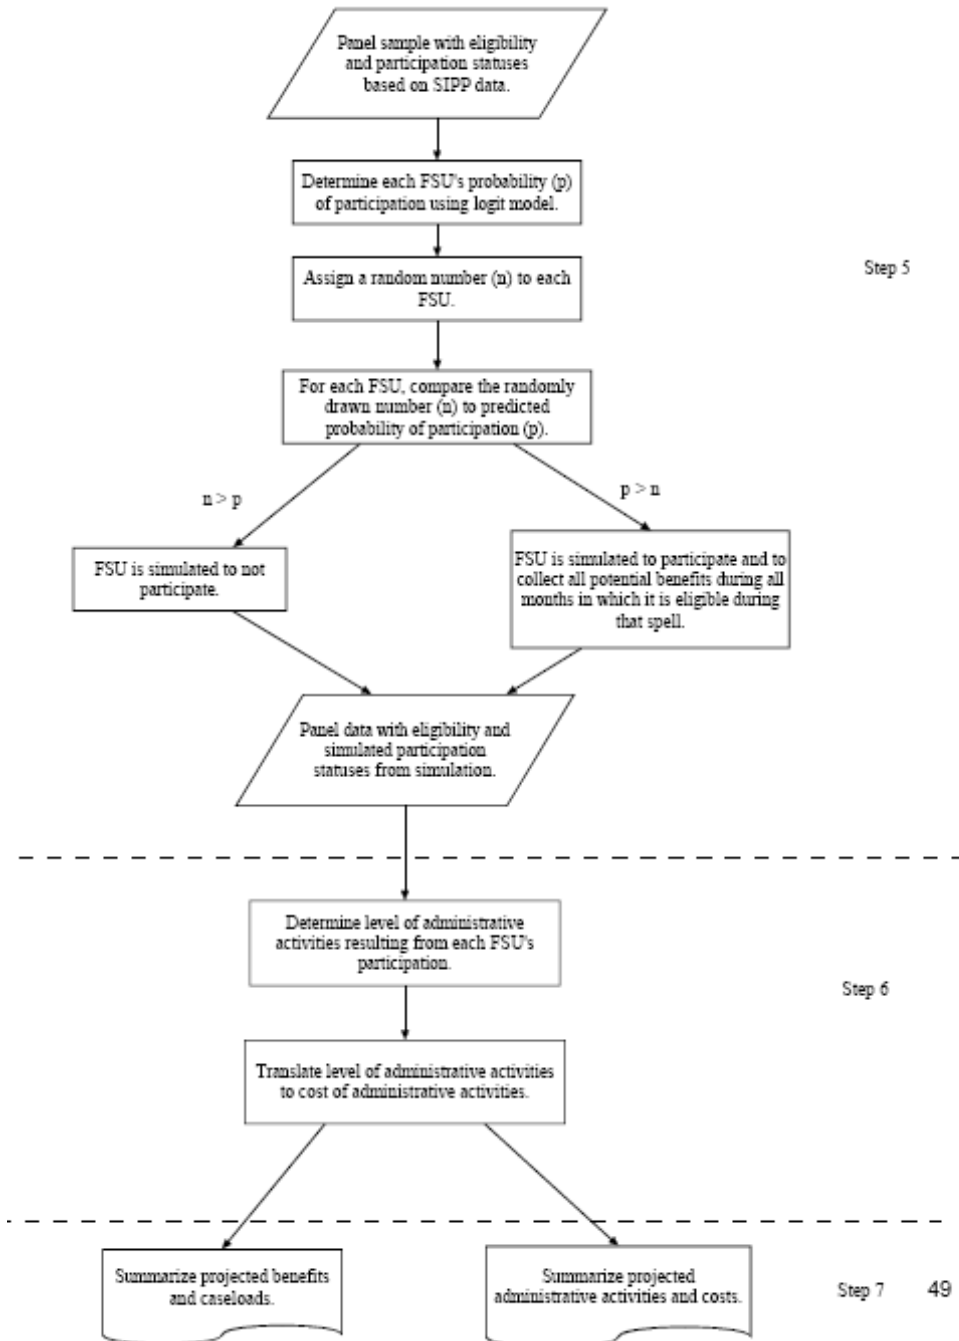 Panel sample with eligibility
and participation statuses
based on SIPP data.
Determine each FSU's probability (p)
of participation using logit model.
Step 5
Assign a random number (n) to each
FSU.
For each FSU, compare the randomly
drawn number (n) to predicted
probability of participation (p).
n > p
p > n
FSU is simulated to not
participate.
FSU is simulated to participate and to
collect all potential benefits during all
months in which it is eligible during
that spell.
Panel data with eligibility and
simulated participation
statuses from simulation.
Determine level of administrative
activities resulting from each FSU's
participation.
Step 6
Translate level of administrative activities
to cost of administrative activities.
Summarize projected benefits
and caseloads.
Summarize projected
administrative activities and costs.
Step 7
49